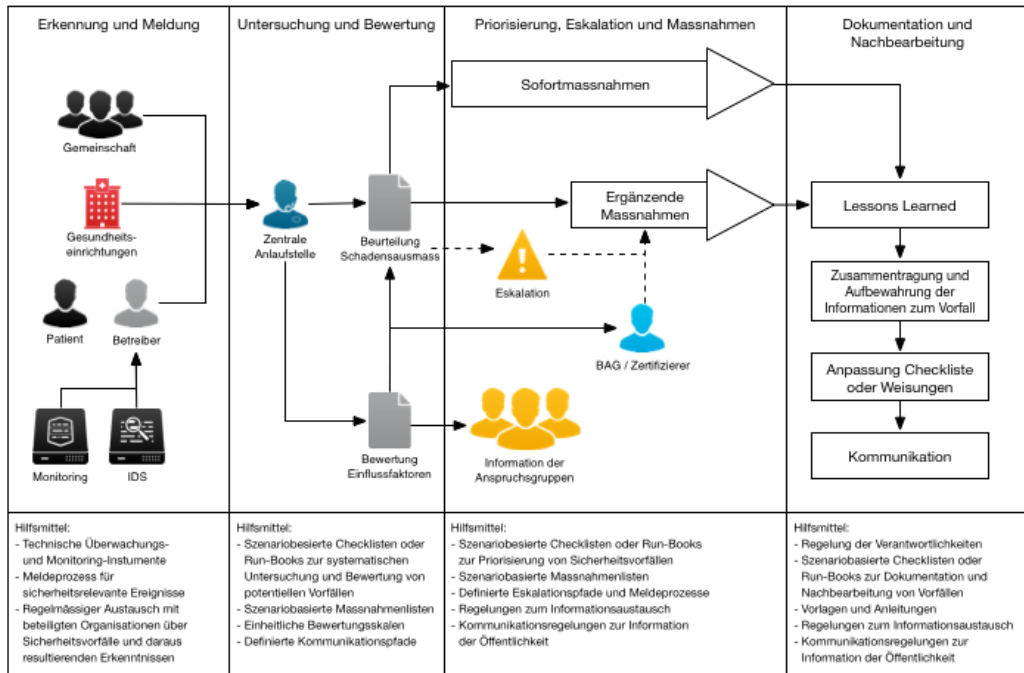 Erkennung und Meldung
Untersuchung und Bewertung
Priorisierung, Eskalation und Massnahmen
Dokumentation und
Nachbearbeitung
Gemeinschaft
Gesundheits-
einrichtungen
Patient
Betreiber
Monitoring
IDS
Zentrale
Anlaufstelle
Beurteilung
Schadensausmass
Bewertung
Einflussfaktoren
Sofortmassnahmen
Ergänzende
Massnahmen
Eskalation
BAG / Zertifizierer
Information der
Anspruchsgruppen
Lessons Learned
Zusammentragung und
Aufbewahrung der
Informationen zum Vorfall
Anpassung Checkliste
oder Weisungen
Kommunikation
Hilfsmittel:
- Technische Überwachungs-
und Monitoring-Instumente
- Meldeprozess für
sicherheitsrelevante Ereignisse
- Regelmässiger Austausch mit
beteiligten Organisationen über
Sicherheitsvorfälle und daraus
resultierenden Erkenntnissen
Hilfsmittel:
- Szenariobesierte Checklisten oder
Run-Books zur systematischen
Untersuchung und Bewertung von
potentiellen Vorfällen
- Szenariobasierte Massnahmenlisten
- Einheitliche Bewertungsskalen
- Definierte Kommunikationspfade
Hilfsmittel:
- Szenariobesierte Checklisten oder Run-Books
zur Priorisierung von Sicherheitsvorfällen
- Szenariobasierte Massnahmenlisten
- Definierte Eskalationspfade und Meldeprozesse
- Regelungen zum Informationsaustausch
- Kommunikationsregelungen zur Information
der Öffentlichkeit
Hilfsmittel:
- Regelung der Verantwortlichkeiten
- Szenariobasierte Checklisten oder
Run-Books zur Dokumentation und
Nachbearbeitung von Vorfällen
- Vorlagen und Anleitungen
- Regelungen zum Informationsaustausch
- Kommunikationsregelungen zur
Information der Öffentlichkeit